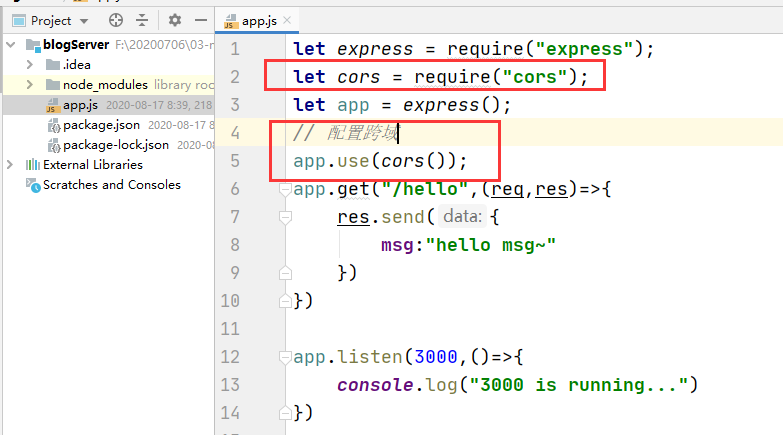 Project
app.js
blogServer F:\20200706\03-
.idea
node_modules library roo
app.js 2020-08-17 8:39, 218
package.json 2020-08-17 8
package-lock.json 2020-08-
External Libraries
Scratches and Consoles
1 let express = require("express");
2 let cors = require("cors");
3 let app = express();
4 // 配置跨域
5 app.use(cors());
6 app.get("/hello",(req,res)=>{
7 res.send( data: {
8 msg:"hello msg~"
9 })
10 })
11
12 app.listen(3000,()=>{
13 console.log("3000 is running...")
14 })